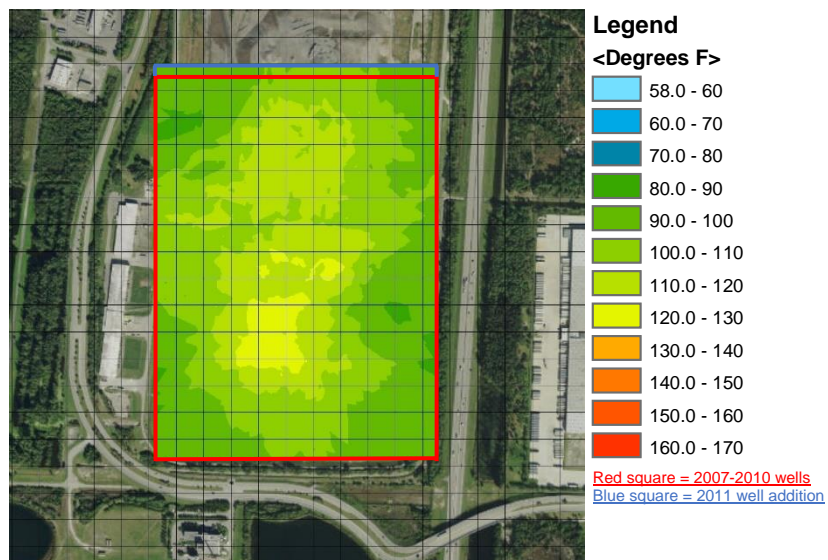 Legend
<Degrees F>
58.0 - 60
60.0 - 70
70.0 - 80
80.0 - 90
90.0 - 100
100.0 - 110
110.0 - 120
120.0 - 130
130.0 - 140
140.0 - 150
150.0 - 160
160.0 - 170
Red square = 2007-2010 wells
Blue square = 2011 well addition